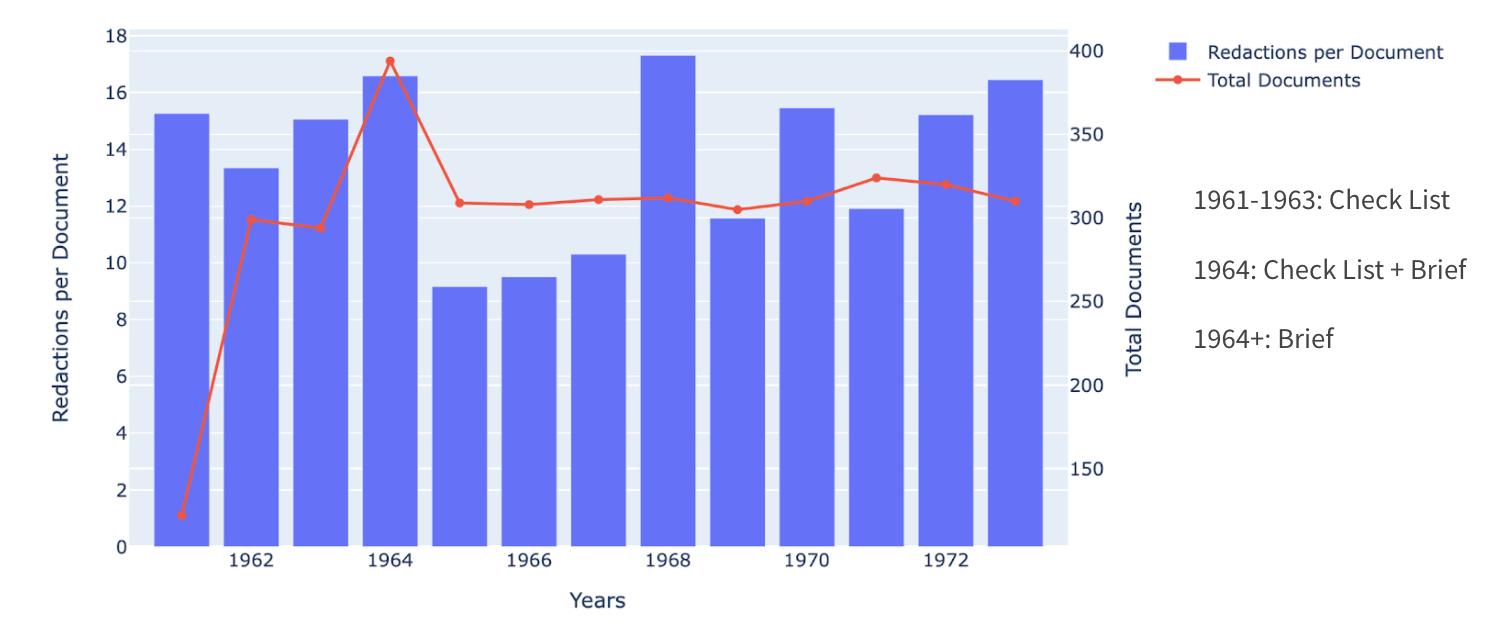 18
16
14
12
10
8
6
4
2
0
Redactions per Document
1962
1964
1966
1968
1970
1972
Years
400
350
300
250
200
150
Total Documents
Redactions per Document
Total Documents
1961-1963: Check List
1964: Check List + Brief
1964+: Brief